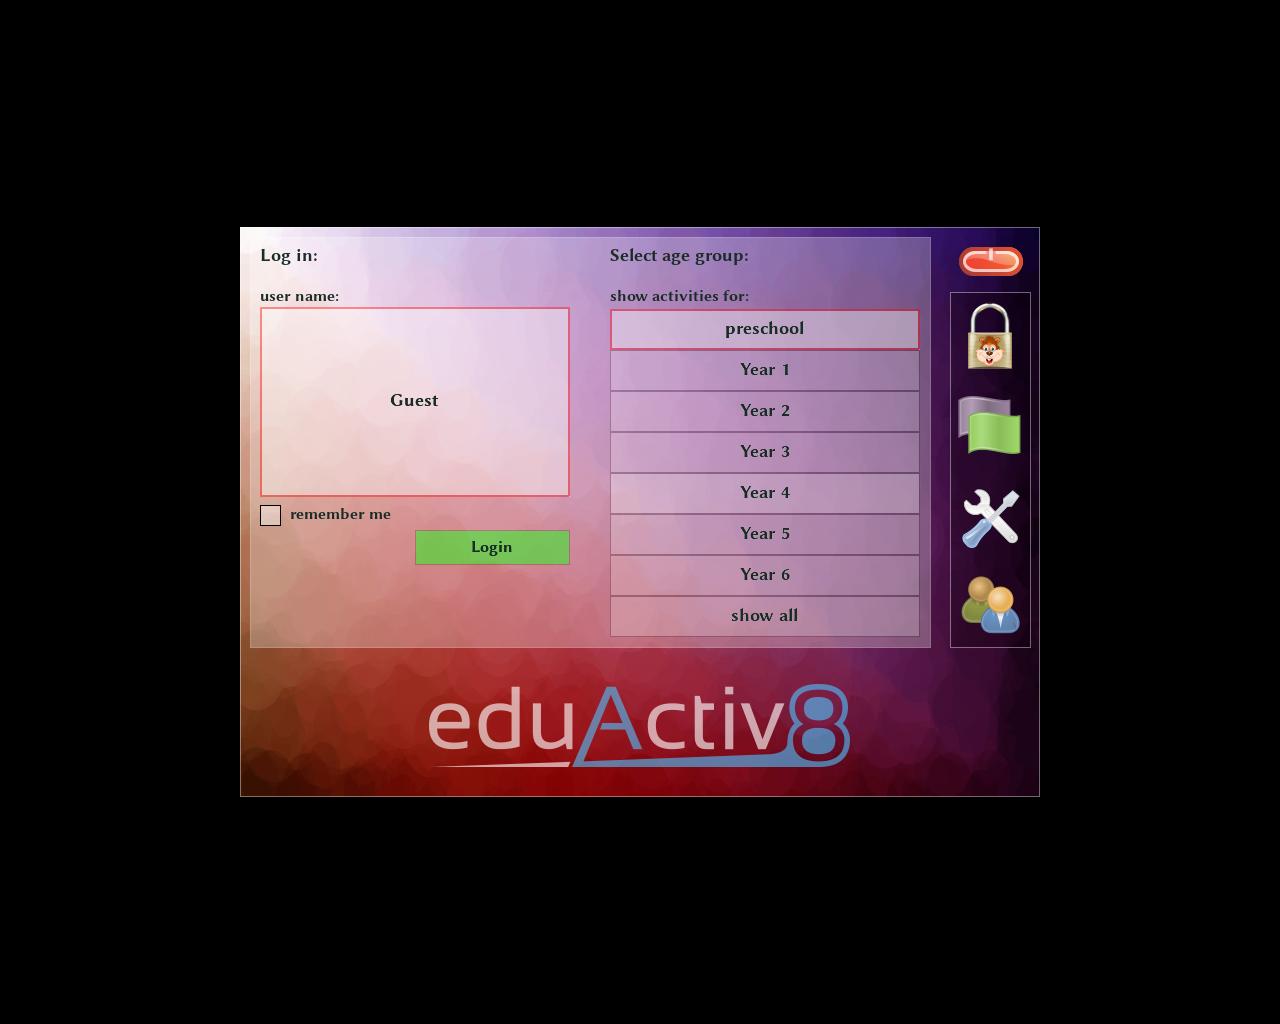 Log in:
user name:
Guest
remember me
Login
Select age group:
show activities for:
preschool
Year 1
Year 2
Year 3
Year 4
Year 5
Year 6
show all
eduActiv8